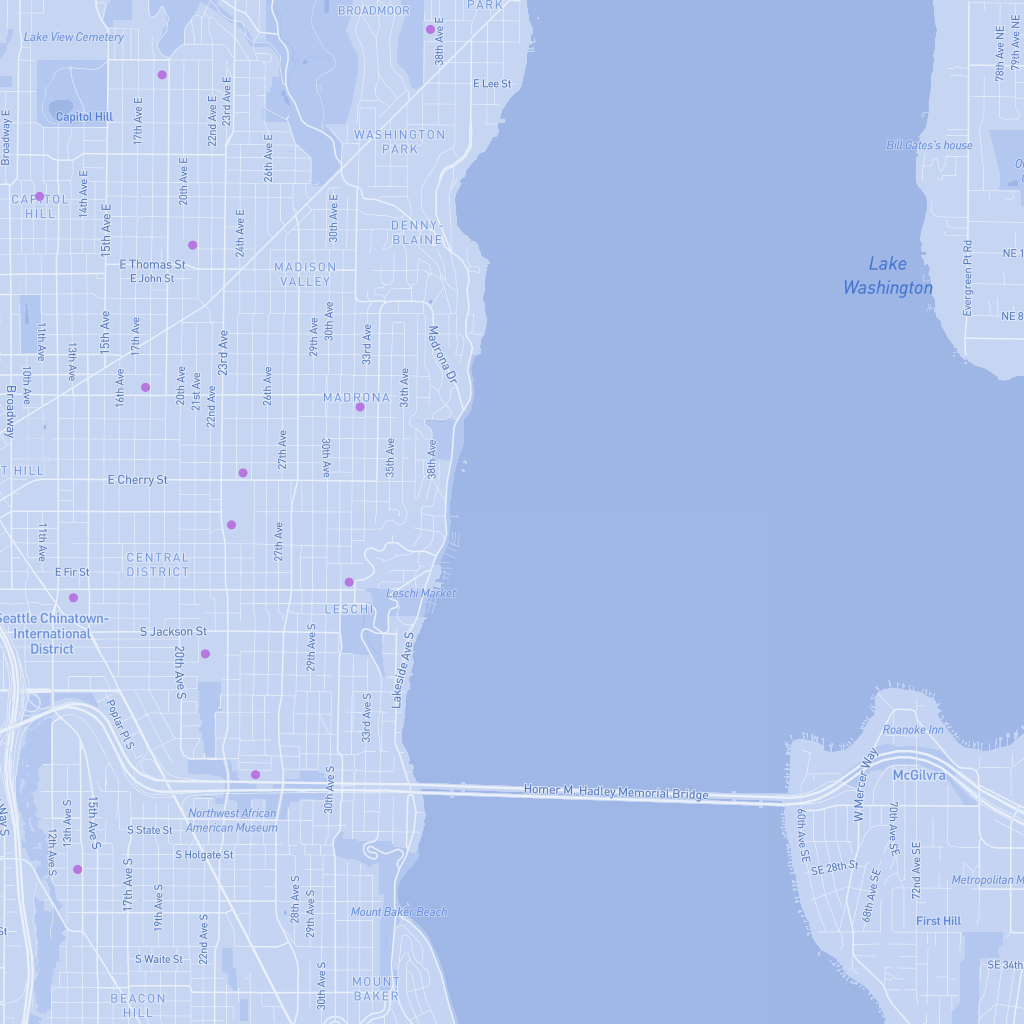 BROADMOOR
PARK
Lake View Cemetery
38th Ave E
78th Ave NE
79th Ave NE
E Lee St
23rd Ave E
22nd Ave E
17th Ave E
Capitol Hill
Broadway E
WASHINGTON
PARK
26th Ave E
Bill Gates's house
20th Ave E
14th Ave E
CAPITOL
HILL
15th Ave E
24th Ave E
30th Ave E
DENNY-
BLAINE
NE 1
E Thomas St
E John St
MADISON
VALLEY
Lake
Washington
Evergreen Pt Rd
NE 8
11th Ave
13th Ave
15th Ave
17th Ave
23rd Ave
29th Ave
30th Ave
33rd Ave
Madrona Dr
10th Ave
16th Ave
20th Ave
21st Ave
22nd Ave
26th Ave
36th Ave
MADRONA
Broadway
27th Ave
30th Ave
35th Ave
38th Ave
T HILL
E Cherry St
11th Ave
27th Ave
CENTRAL
DISTRICT
E Fir St
Leschi Market
LESCHI
Seattle Chinatown-
International
District
S Jackson St
29th Ave S
20th Ave S
Lakeside Ave S
33rd Ave S
Poplar Pl S
Roanoke Inn
McGilvra
W Mercer Way
30th Ave S
Homer M. Hadley Memorial Bridge
Way S
12th Ave S
13th Ave S
15th Ave S
Northwest African
American Museum
S State St
S Holgate St
60th Ave SE
70th Ave SE
72nd Ave SE
SE 28th St
68th Ave SE
Metropolitan M
17th Ave S
19th Ave S
22nd Ave S
28th Ave S
29th Ave S
Mount Baker Beach
First Hill
St
S Waite St
30th Ave S
SE 34th
MOUNT
BAKER
BEACON
HILL